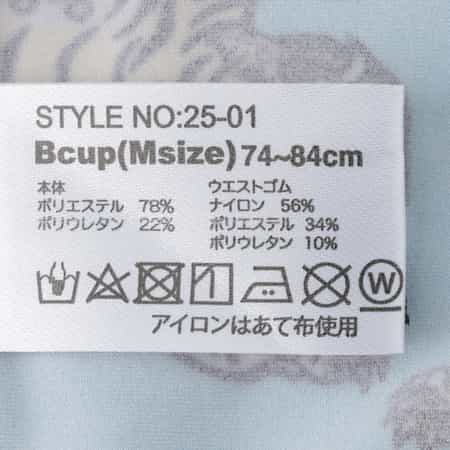 STYLE NO:25-01
Bcup(Msize) 74~84cm
本体
ポリエステル 78%
ポリウレタン 22%
ウエストゴム
ナイロン 56%
ポリエステル 34%
ポリウレタン 10%
W
アイロンはあて布使用